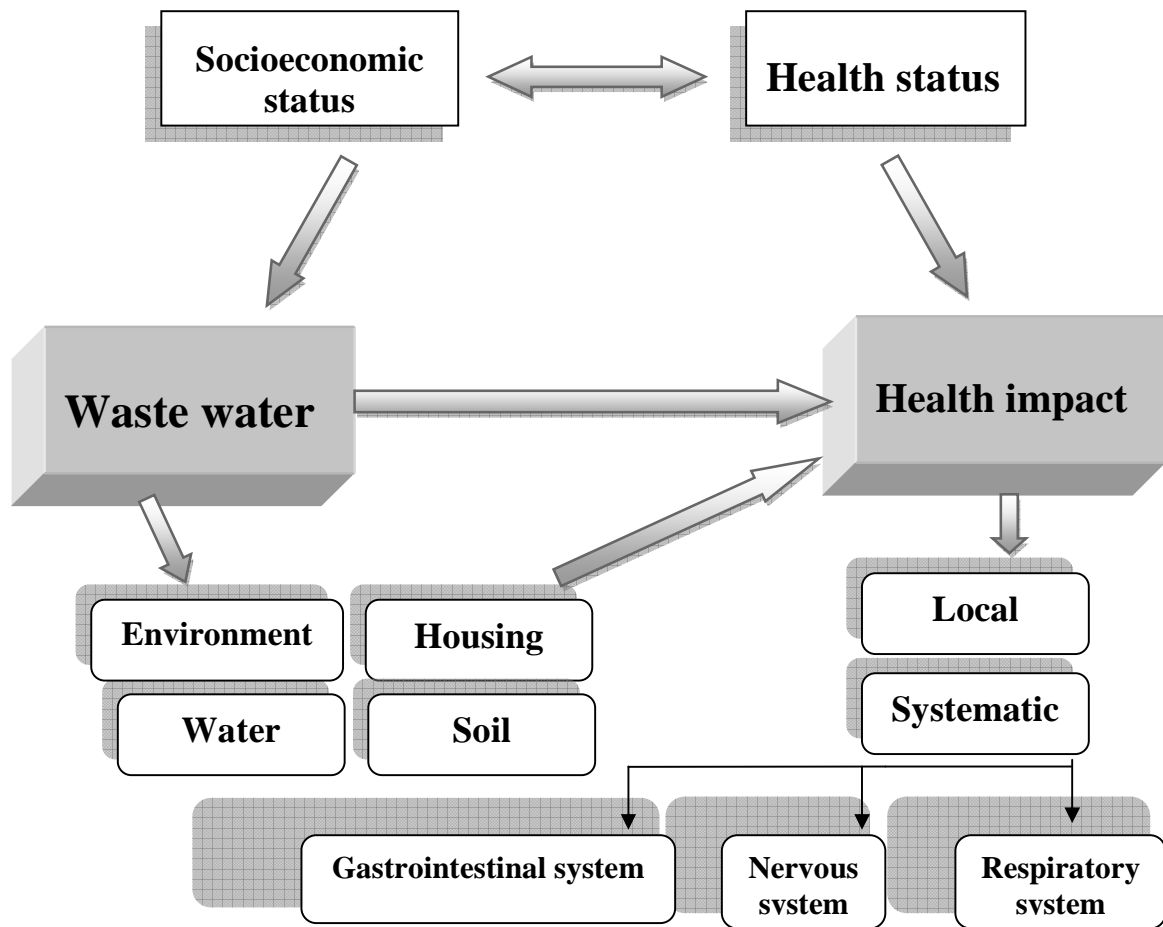 Socioeconomic
status
Health status
Waste water
Health impact
Environment
Housing
Local
Water
Soil
Systematic
Gastrointestinal system
Nervous
system
Respiratory
system